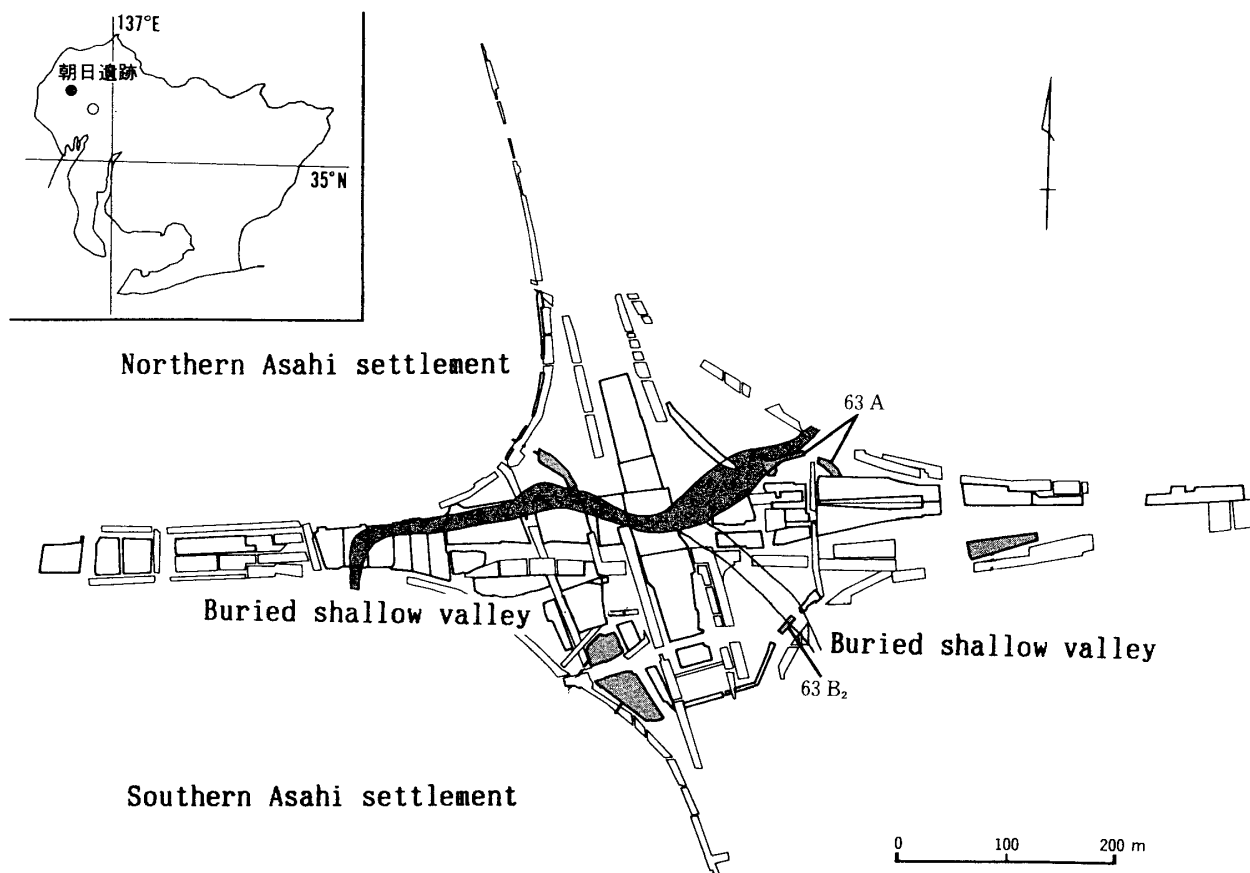 137°E
朝日遺跡
35°N
Northern Asahi settlement
63 A
Buried shallow valley
Buried shallow valley
63 B₂
Southern Asahi settlement
0 100 200 m